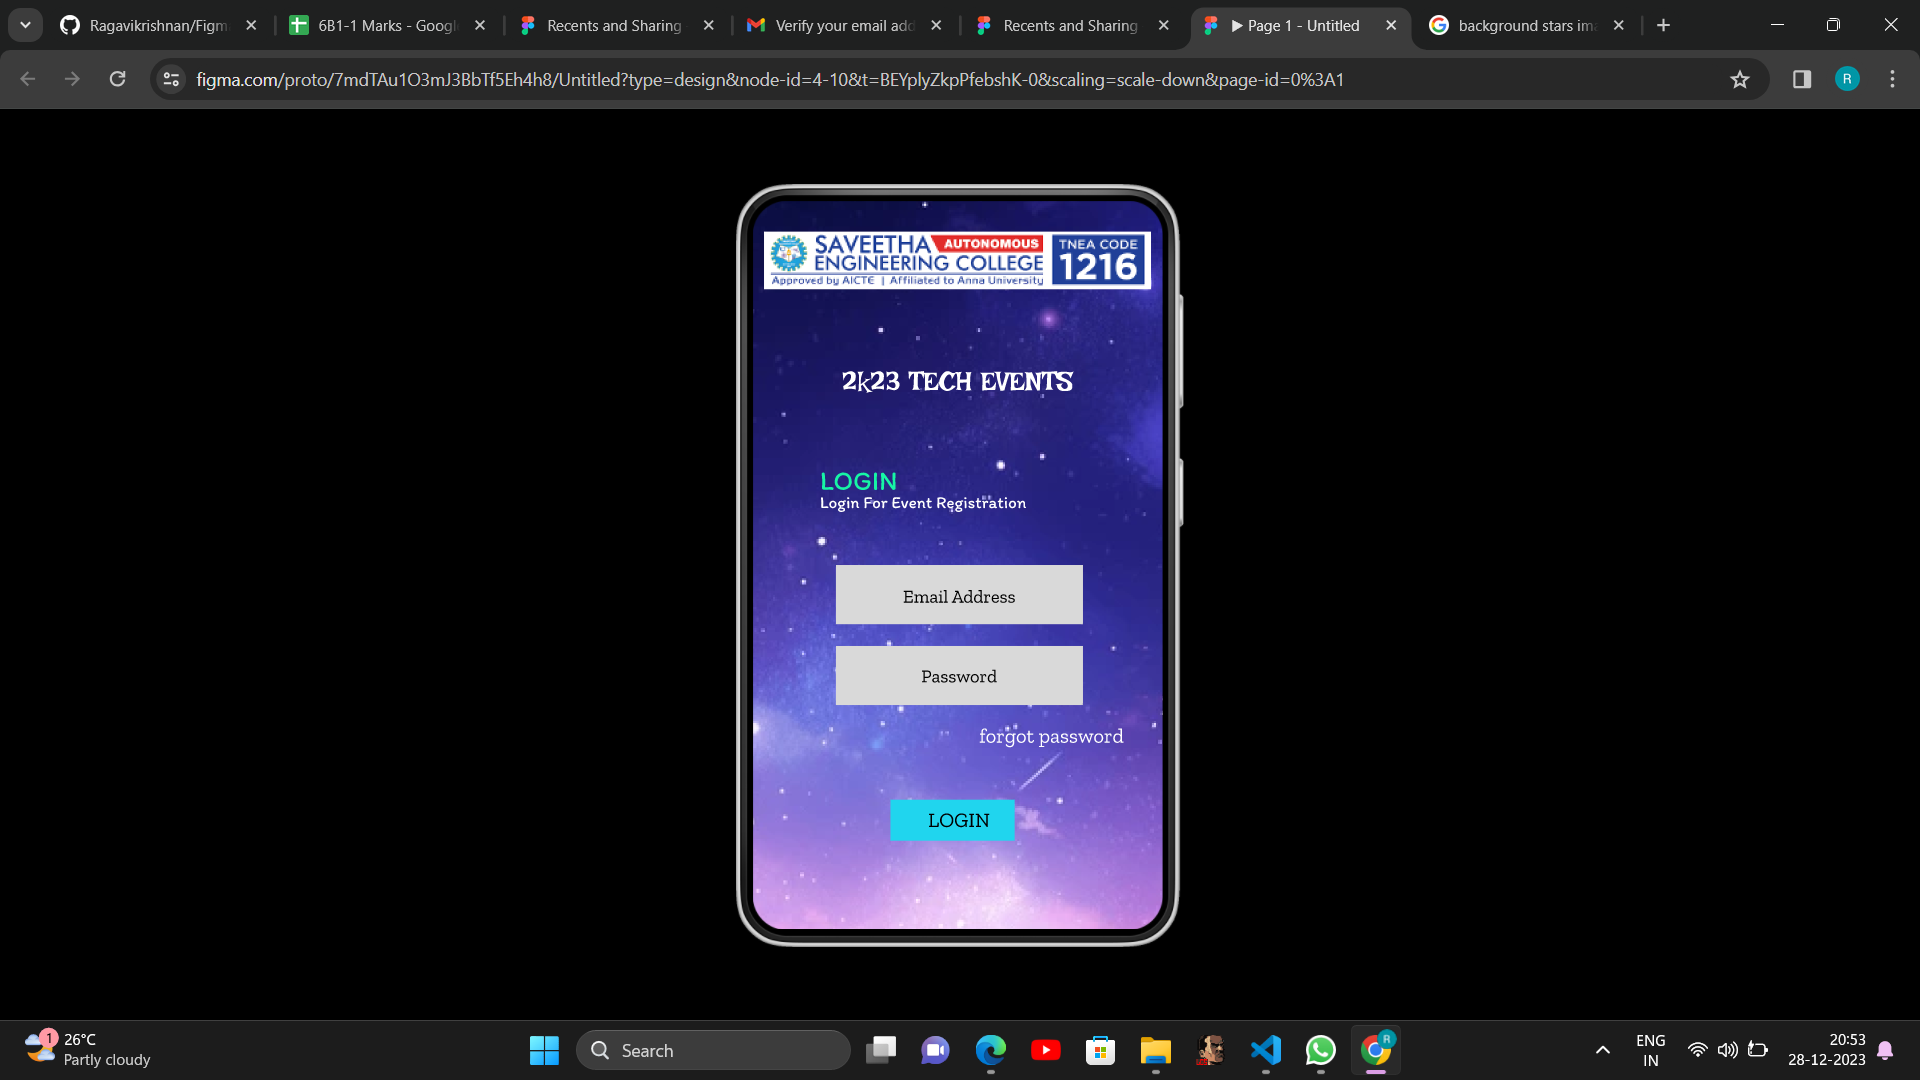 Ragavikrishnan/Figm
6B1-1 Marks - Google
Recents and Sharing
Verify your email add
Recents and Sharing
Page 1 - Untitled
background stars ima
figma.com/proto/7mdTAu1O3mJ3BbTf5Eh4h8/Untitled?type=design&node-id=4-10&t=BEYplyZkpPfebshK-0&scaling=scale-down&page-id=0%3A1
R
SAVEETHA AUTONOMOUS
ENGINEERING COLLEGE
Approved by AICTE | Affiliated to Anna University
TNEA CODE
1216
2k23 TECH EVENTS
LOGIN
Login For Event Registration
Email Address
Password
forgot password
LOGIN
1
26°C
Partly cloudy
Search
R
ENG
IN
20:53
28-12-2023